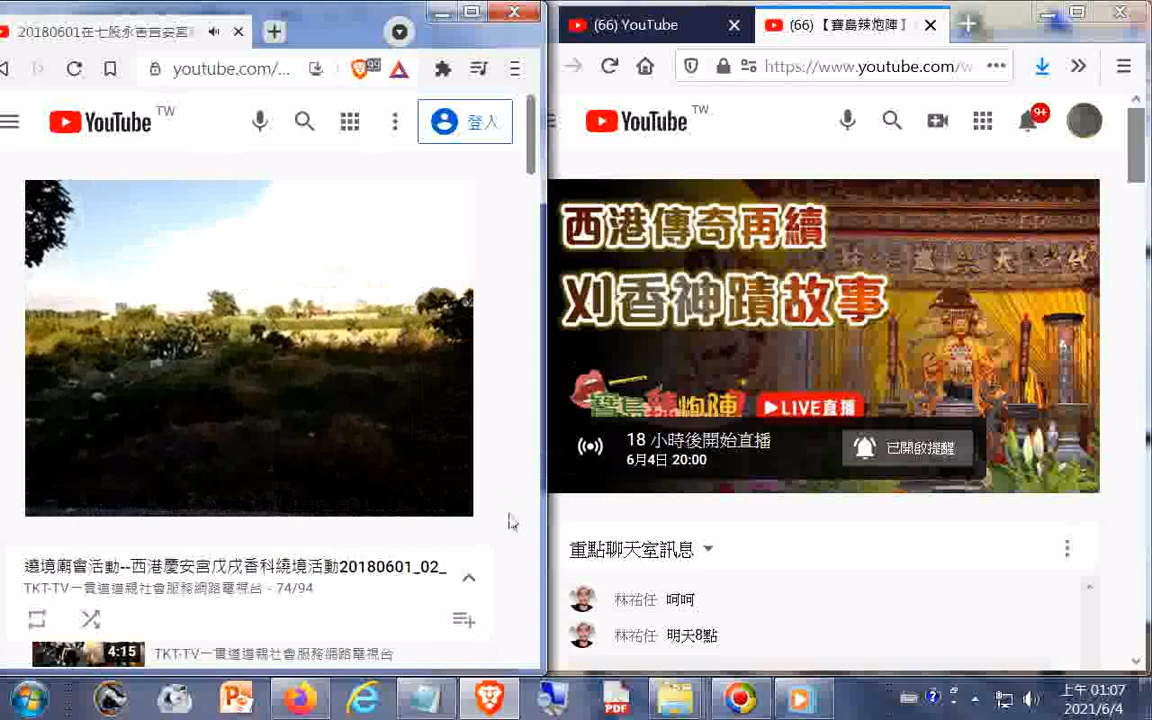 20180601在七股永吉吉安宮
youtube.com/...
99
YouTube TW
登入
遶境廟會活動--西港慶安宮戊戌香科繞境活動20180601_02_
TKT-TV一貫道道親社會服務網路電視台 - 74/94
4:15
TKT-TV一貫道道親社會服務網路電視台
(66) YouTube
(66) 【寶島辣炮陣】
https://www.youtube.com/w
YouTube TW
9+
西港傳奇再續
刈香神蹟故事
寶島辣炮陣
LIVE直播
18 小時後開始直播
6月4日 20:00
已開啟提醒
重點聊天室訊息
林祐任 呵呵
林祐任 明天8點
PDF
上午 01:07
2021/6/4